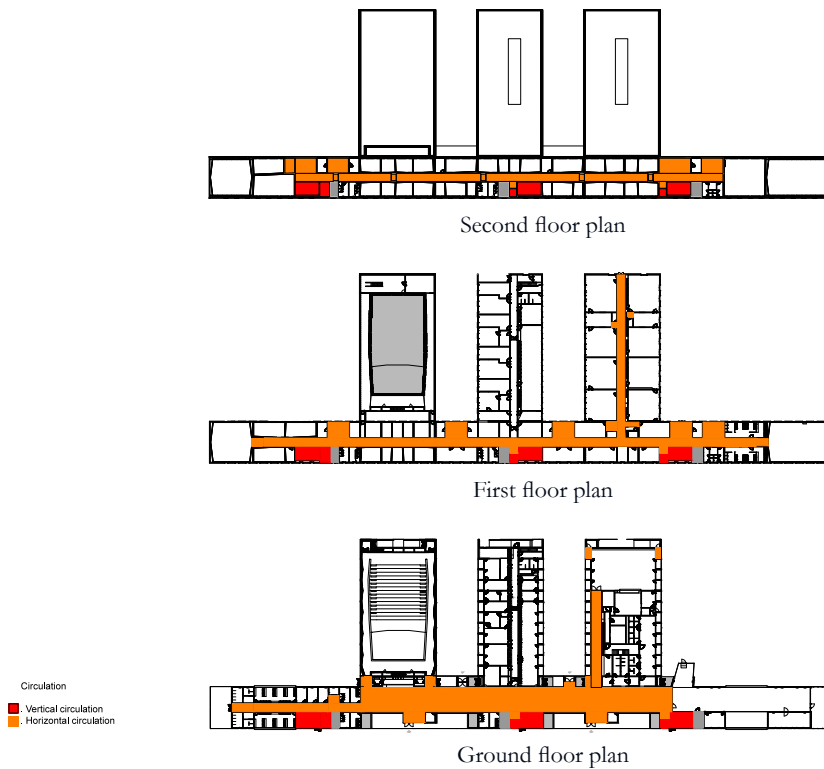 Second floor plan
First floor plan
Circulation
. Vertical circulation
. Horizontal circulation
Ground floor plan